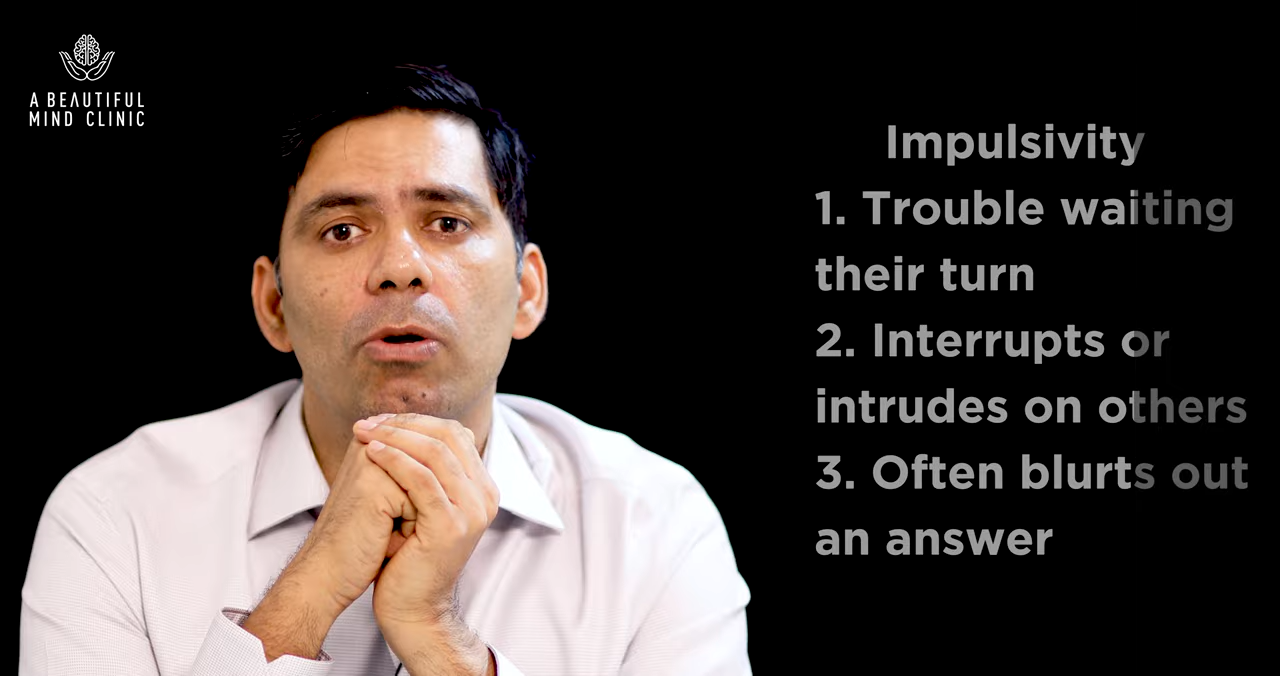 A BEAUTIFUL
MIND CLINIC
Impulsivity
1. Trouble waiting
their turn
2. Interrupts or
intrudes on others
3. Often blurts out
an answer